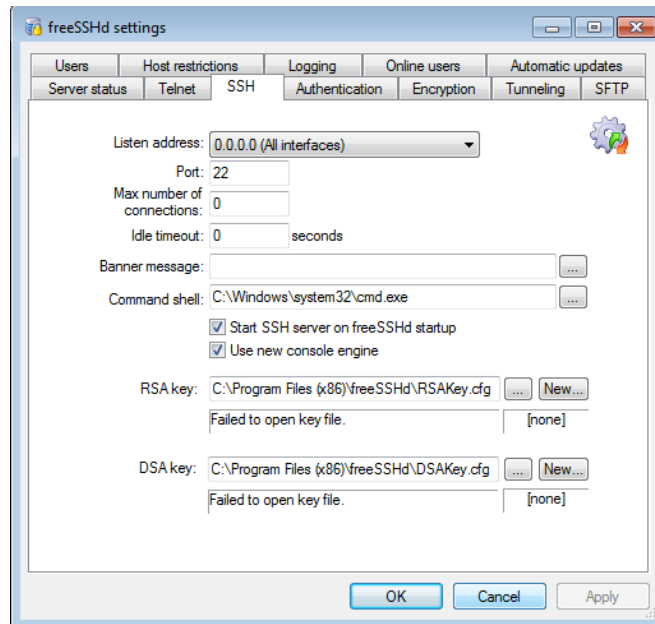 freeSSHd settings
Users Host restrictions Logging Online users Automatic updates
Server status Telnet SSH Authentication Encryption Tunneling SFTP
Listen address: 0.0.0.0 (All interfaces)
Port: 22
Max number of
connections: 0
Idle timeout: 0 seconds
Banner message: ...
Command shell: C:\Windows\system32\cmd.exe ...
Start SSH server on freeSSHd startup
Use new console engine
RSA key: C:\Program Files (x86)\freeSSHd\RSAKey.cfg ... New...
Failed to open key file. [none]
DSA key: C:\Program Files (x86)\freeSSHd\DSAKey.cfg ... New...
Failed to open key file. [none]
OK Cancel Apply